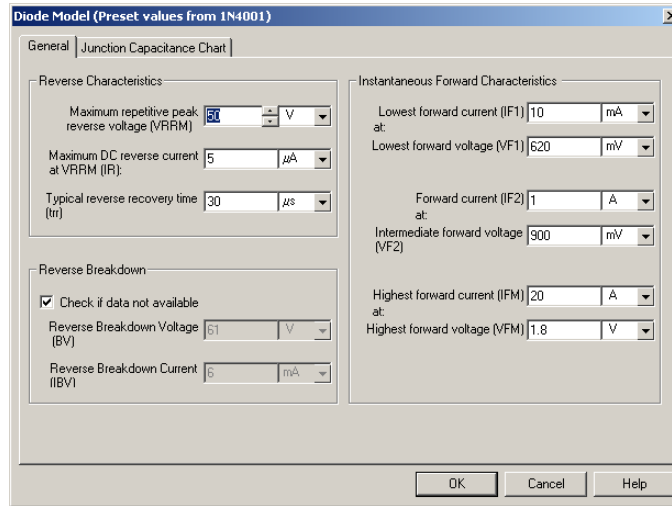 Diode Model (Preset values from 1N4001)
General
Junction Capacitance Chart
Reverse Characteristics
Maximum repetitive peak
reverse voltage (VRRM)
50
V
Maximum DC reverse current
at VRRM (IR):
5
µA
Typical reverse recovery time
(trr)
30
µs
Reverse Breakdown
Check if data not available
Reverse Breakdown Voltage
(BV)
61
V
Reverse Breakdown Current
(IBV)
6
mA
Instantaneous Forward Characteristics
Lowest forward current (IF1)
at:
10
mA
Lowest forward voltage (VF1)
620
mV
Forward current (IF2)
at:
1
A
Intermediate forward voltage
(VF2)
900
mV
Highest forward current (IFM)
at:
20
A
Highest forward voltage (VFM)
1.8
V
OK
Cancel
Help